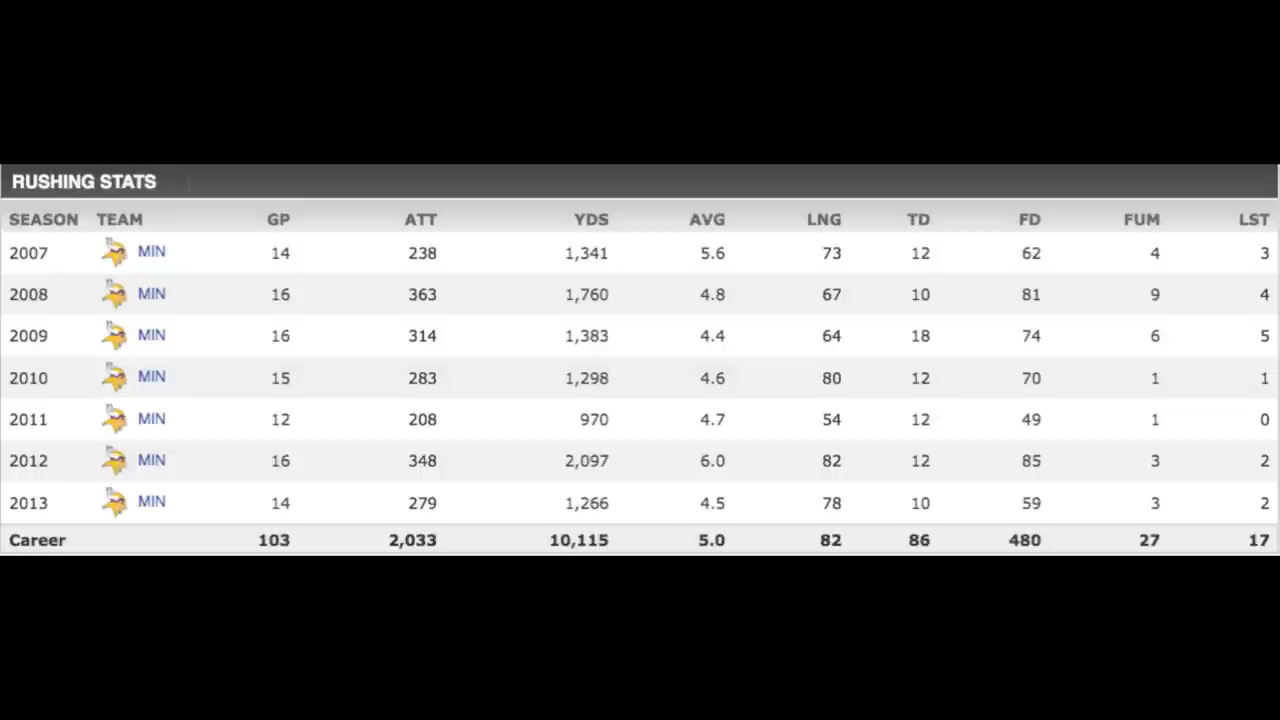 RUSHING STATS
SEASON TEAM GP ATT YDS AVG LNG TD FD FUM LST
2007 MIN 14 238 1,341 5.6 73 12 62 4 3
2008 MIN 16 363 1,760 4.8 67 10 81 9 4
2009 MIN 16 314 1,383 4.4 64 18 74 6 5
2010 MIN 15 283 1,298 4.6 80 12 70 1 1
2011 MIN 12 208 970 4.7 54 12 49 1 0
2012 MIN 16 348 2,097 6.0 82 12 85 3 2
2013 MIN 14 279 1,266 4.5 78 10 59 3 2
Career 103 2,033 10,115 5.0 82 86 480 27 17